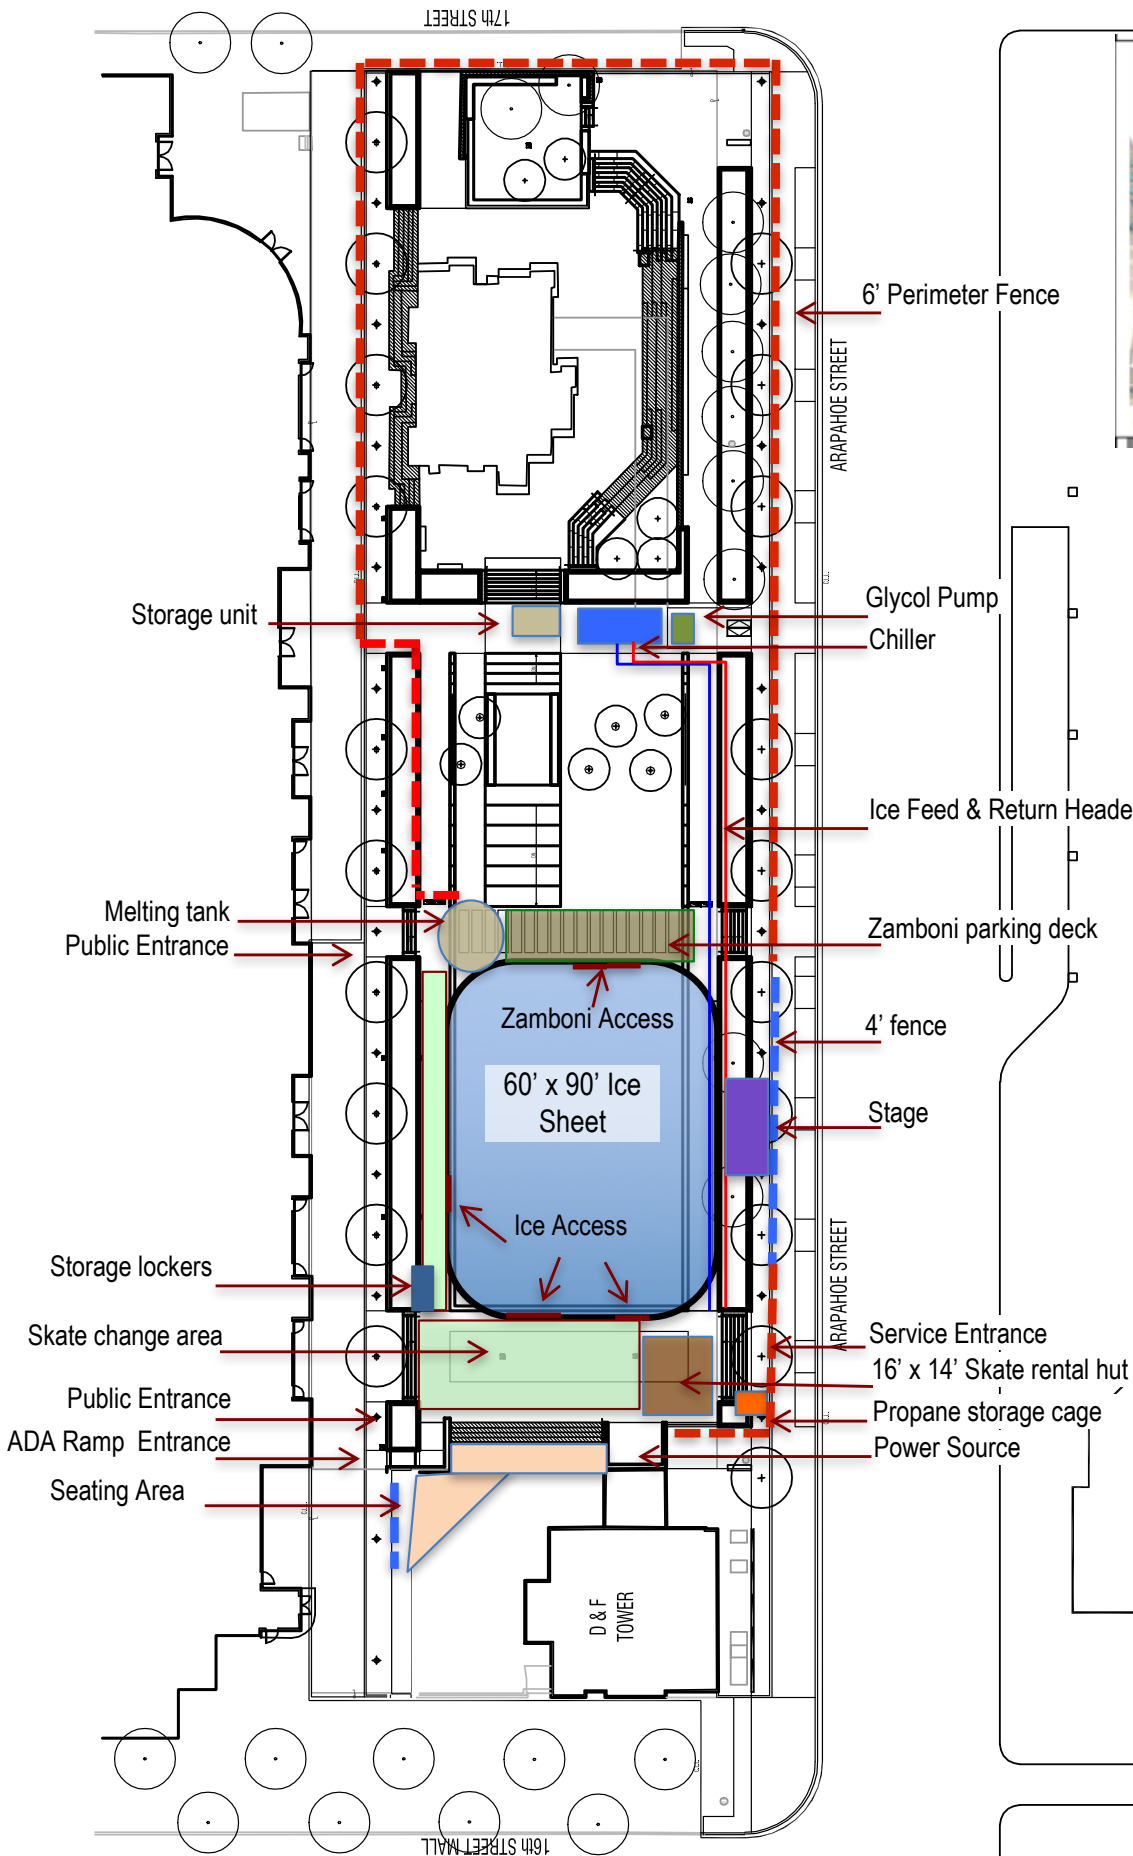 17th STREET
6' Perimeter Fence
ARAPAHOE STREET
Storage unit
Glycol Pump
Chiller
Ice Feed & Return Heade
Melting tank
Public Entrance
Zamboni parking deck
Zamboni Access
4' fence
60' x 90' Ice
Sheet
Stage
Ice Access
ARAPAHOE STREET
Storage lockers
Skate change area
Service Entrance
16' x 14' Skate rental hut
Public Entrance
Propane storage cage
ADA Ramp Entrance
Power Source
Seating Area
D & F
TOWER
16th STREET MALL